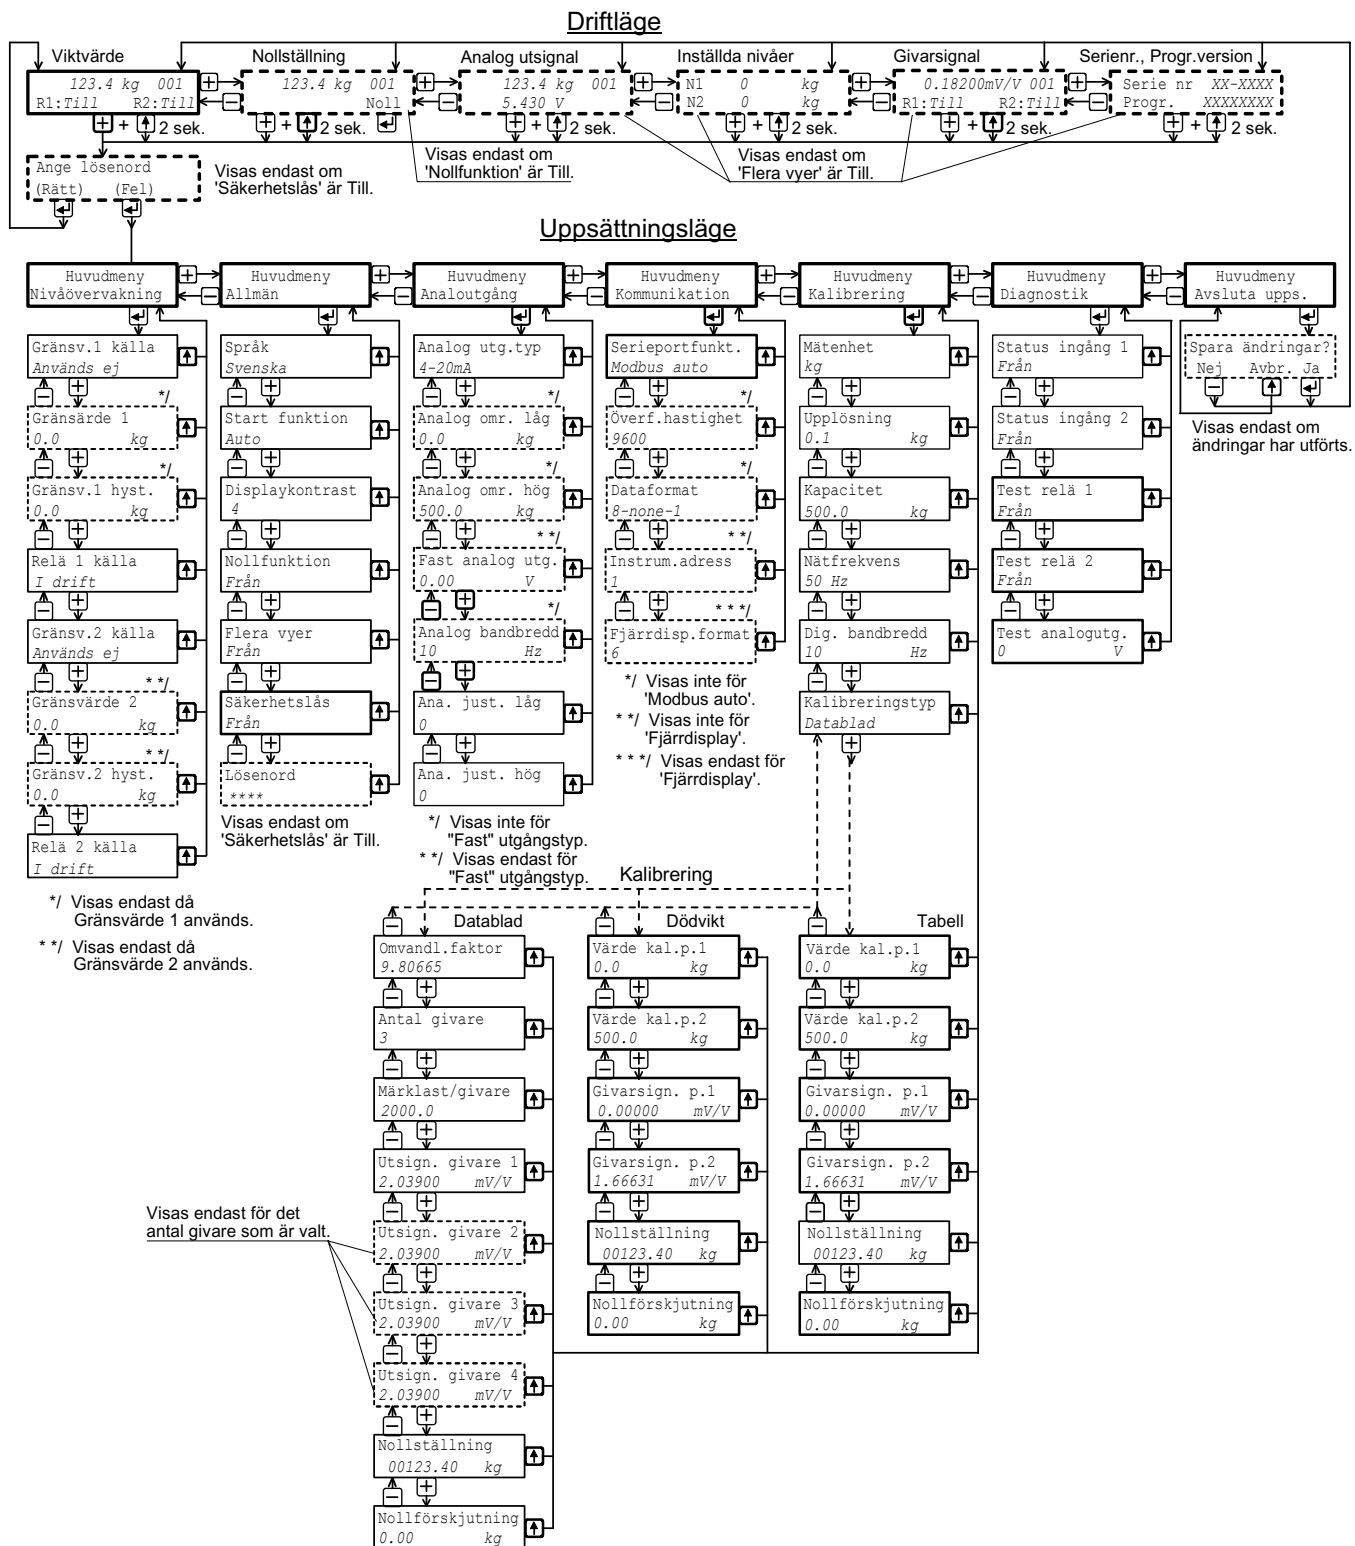 Driftläge
Viktvärde
Nollställning
Analog utsignal
Inställda nivåer
Givarsignal
Serienr., Progr.version
123.4 kg 001
R1:Till R2:Till
123.4 kg 001
Noll
123.4 kg 001
5.430 V
N1 0 kg
N2 0 kg
0.18200mV/V 001
R1:Till R2:Till
Serie nr XX-XXXX
Progr. XXXXXXXX
+ 2 sek.
+ 2 sek.
+ 2 sek.
+ 2 sek.
+ 2 sek.
+ 2 sek.
Ange lösenord
(Rätt) (Fel)
Visas endast om
'Säkerhetslås' är Till.
Visas endast om
'Nollfunktion' är Till.
Visas endast om
'Flera vyer' är Till.
Uppsättningsläge
Huvudmeny
Nivåövervakning
Huvudmeny
Allmän
Huvudmeny
Analoutgång
Huvudmeny
Kommunikation
Huvudmeny
Kalibrering
Huvudmeny
Diagnostik
Huvudmeny
Avsluta upps.
Gränsv.1 källa
Används ej
*/
Gränsärde 1
0.0 kg
*/
Gränsv.1 hyst.
0.0 kg
Relä 1 källa
I drift
Gränsv.2 källa
Används ej
* */
Gränsvärde 2
0.0 kg
* */
Gränsv.2 hyst.
0.0 kg
Relä 2 källa
I drift
*/ Visas endast då
Gränsvärde 1 används.
* */ Visas endast då
Gränsvärde 2 används.
Språk
Svenska
Start funktion
Auto
Displaykontrast
4
Nollfunktion
Från
Flera vyer
Från
Säkerhetslås
Från
Lösenord
****
Visas endast om
'Säkerhetslås' är Till.
Analog utg.typ
4-20mA
*/
Analog omr. låg
0.0 kg
*/
Analog omr. hög
500.0 kg
* */
Fast analog utg.
0.00 V
*/
Analog bandbredd
10 Hz
Ana. just. låg
0
Ana. just. hög
0
*/ Visas inte för
"Fast" utgångstyp.
* */ Visas endast för
"Fast" utgångstyp.
Serieportfunkt.
Modbus auto
*/
Överf.hastighet
9600
*/
Dataformat
8-none-1
* */
Instrum.adress
1
* * */
Fjärrdisp.format
6
*/ Visas inte för
'Modbus auto'.
* */ Visas inte för
'Fjärrdisplay'.
* * */ Visas endast för
'Fjärrdisplay'.
Mätenhet
kg
Upplösning
0.1 kg
Kapacitet
500.0 kg
Nätfrekvens
50 Hz
Dig. bandbredd
10 Hz
Kalibreringstyp
Datablad
Status ingång 1
Från
Status ingång 2
Från
Test relä 1
Från
Test relä 2
Från
Test analogutg.
0 V
Spara ändringar?
Nej Avbr. Ja
Visas endast om
ändringar har utförts.
Kalibrering
Datablad
Omvandl.faktor
9.80665
Antal givare
3
Märklast/givare
2000.0
Utsign. givare 1
2.03900 mV/V
Utsign. givare 2
2.03900 mV/V
Utsign. givare 3
2.03900 mV/V
Utsign. givare 4
2.03900 mV/V
Nollställning
00123.40 kg
Nollförskjutning
0.00 kg
Visas endast för det
antal givare som är valt.
Dödvikt
Värde kal.p.1
0.0 kg
Värde kal.p.2
500.0 kg
Givarsign. p.1
0.00000 mV/V
Givarsign. p.2
1.66631 mV/V
Nollställning
00123.40 kg
Nollförskjutning
0.00 kg
Tabell
Värde kal.p.1
0.0 kg
Värde kal.p.2
500.0 kg
Givarsign. p.1
0.00000 mV/V
Givarsign. p.2
1.66631 mV/V
Nollställning
00123.40 kg
Nollförskjutning
0.00 kg